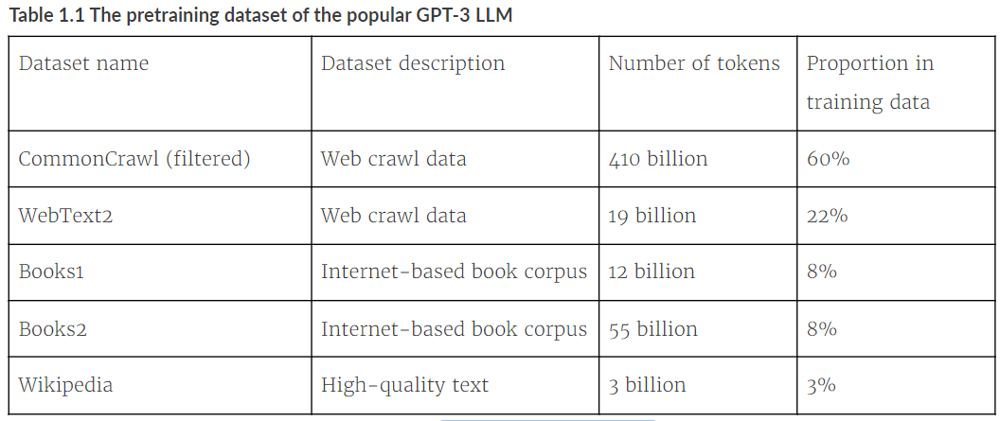 Table 1.1 The pretraining dataset of the popular GPT-3 LLM
Dataset name Dataset description Number of tokens Proportion in
training data
CommonCrawl (filtered) Web crawl data 410 billion 60%
WebText2 Web crawl data 19 billion 22%
Books1 Internet-based book corpus 12 billion 8%
Books2 Internet-based book corpus 55 billion 8%
Wikipedia High-quality text 3 billion 3%